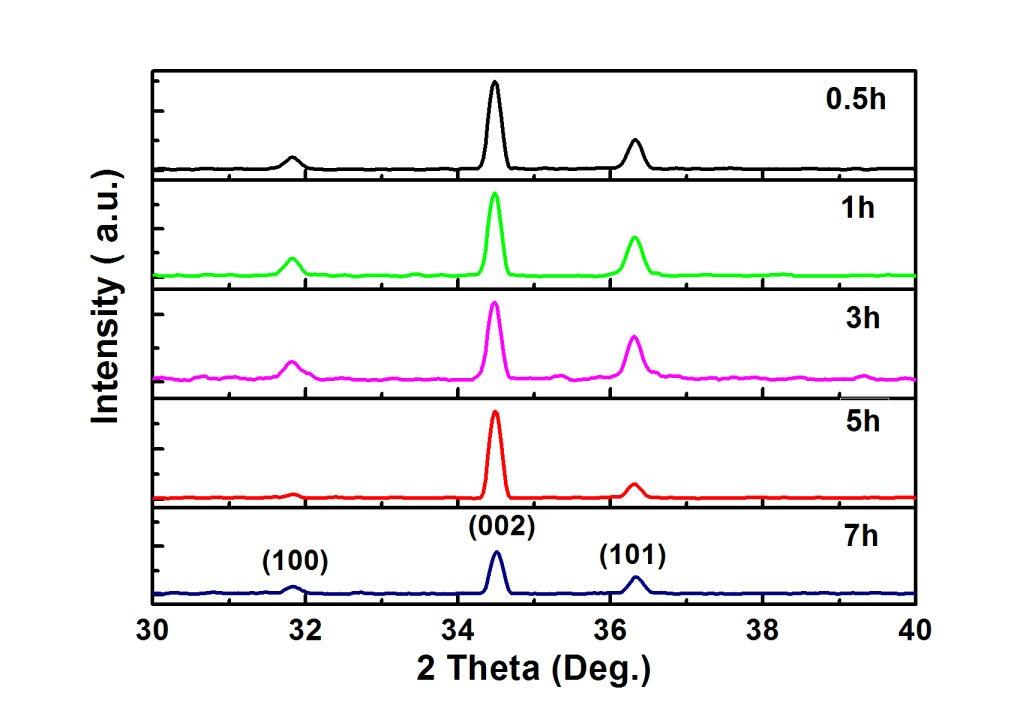 0.5h
1h
3h
5h
7h
(002)
(100)
(101)
Intensity ( a.u.)
30 32 34 36 38 40
2 Theta (Deg.)